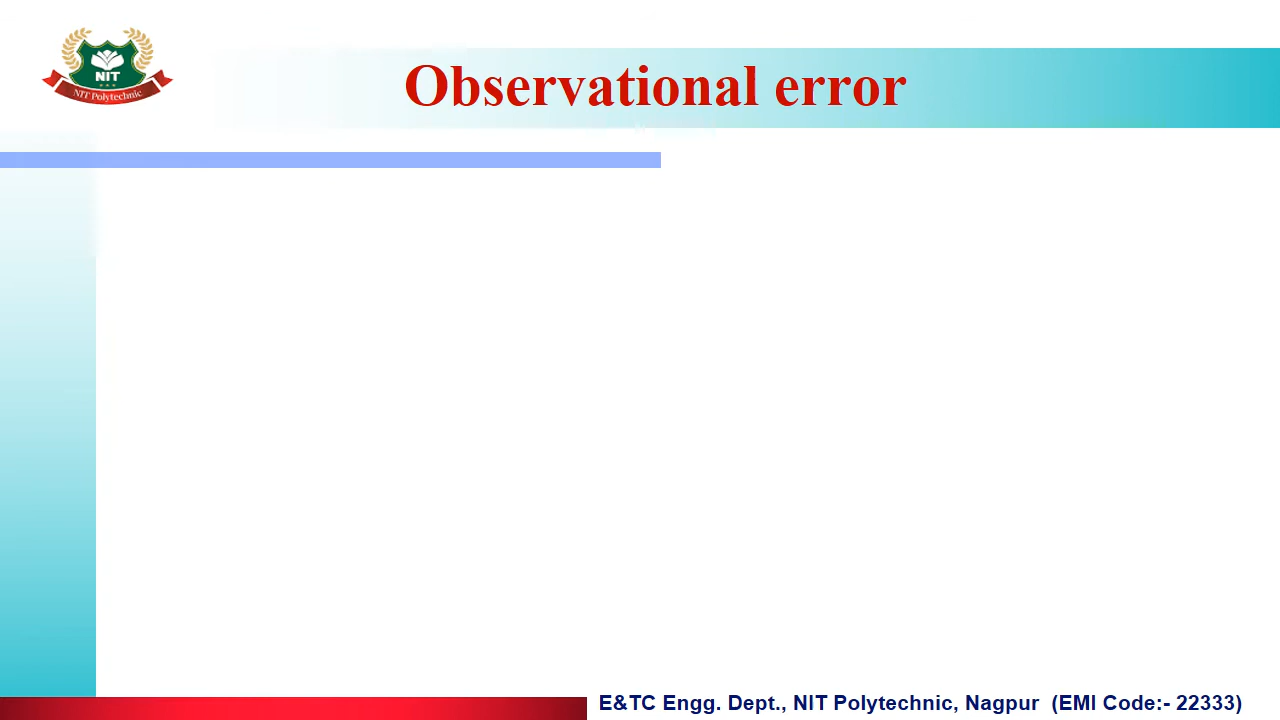 NIT
NIT Polytechnic
Observational error
E&TC Engg. Dept., NIT Polytechnic, Nagpur (EMI Code:- 22333)